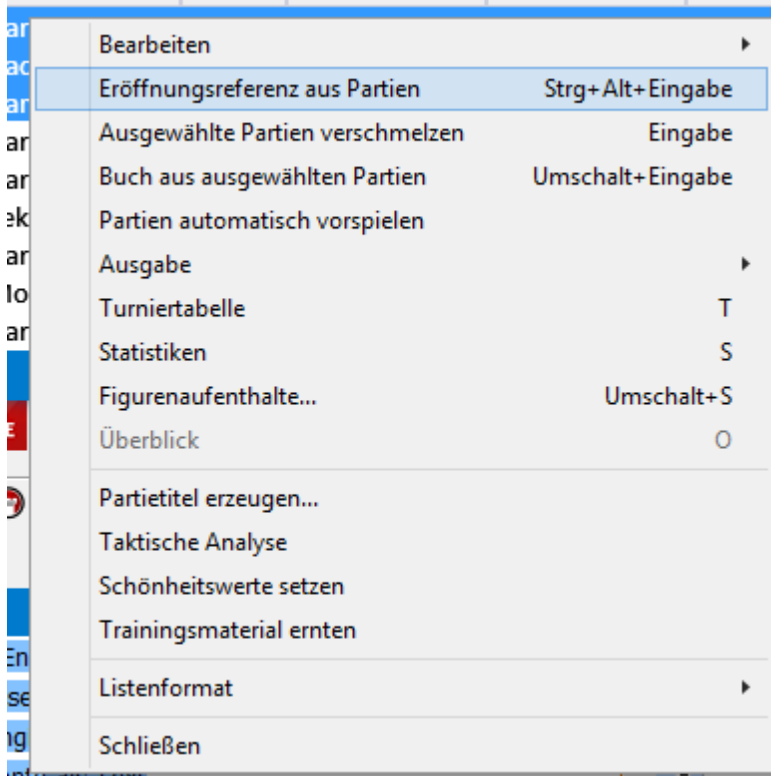 Bearbeiten
Eröffnungsreferenz aus Partien Strg+Alt+Eingabe
Ausgewählte Partien verschmelzen Eingabe
Buch aus ausgewählten Partien Umschalt+Eingabe
Partien automatisch vorspielen
Ausgabe
Turniertabelle T
Statistiken S
Figurenaufenthalte... Umschalt+S
Überblick O
Partietitel erzeugen...
Taktische Analyse
Schönheitswerte setzen
Trainingsmaterial ernten
Listenformat
Schließen